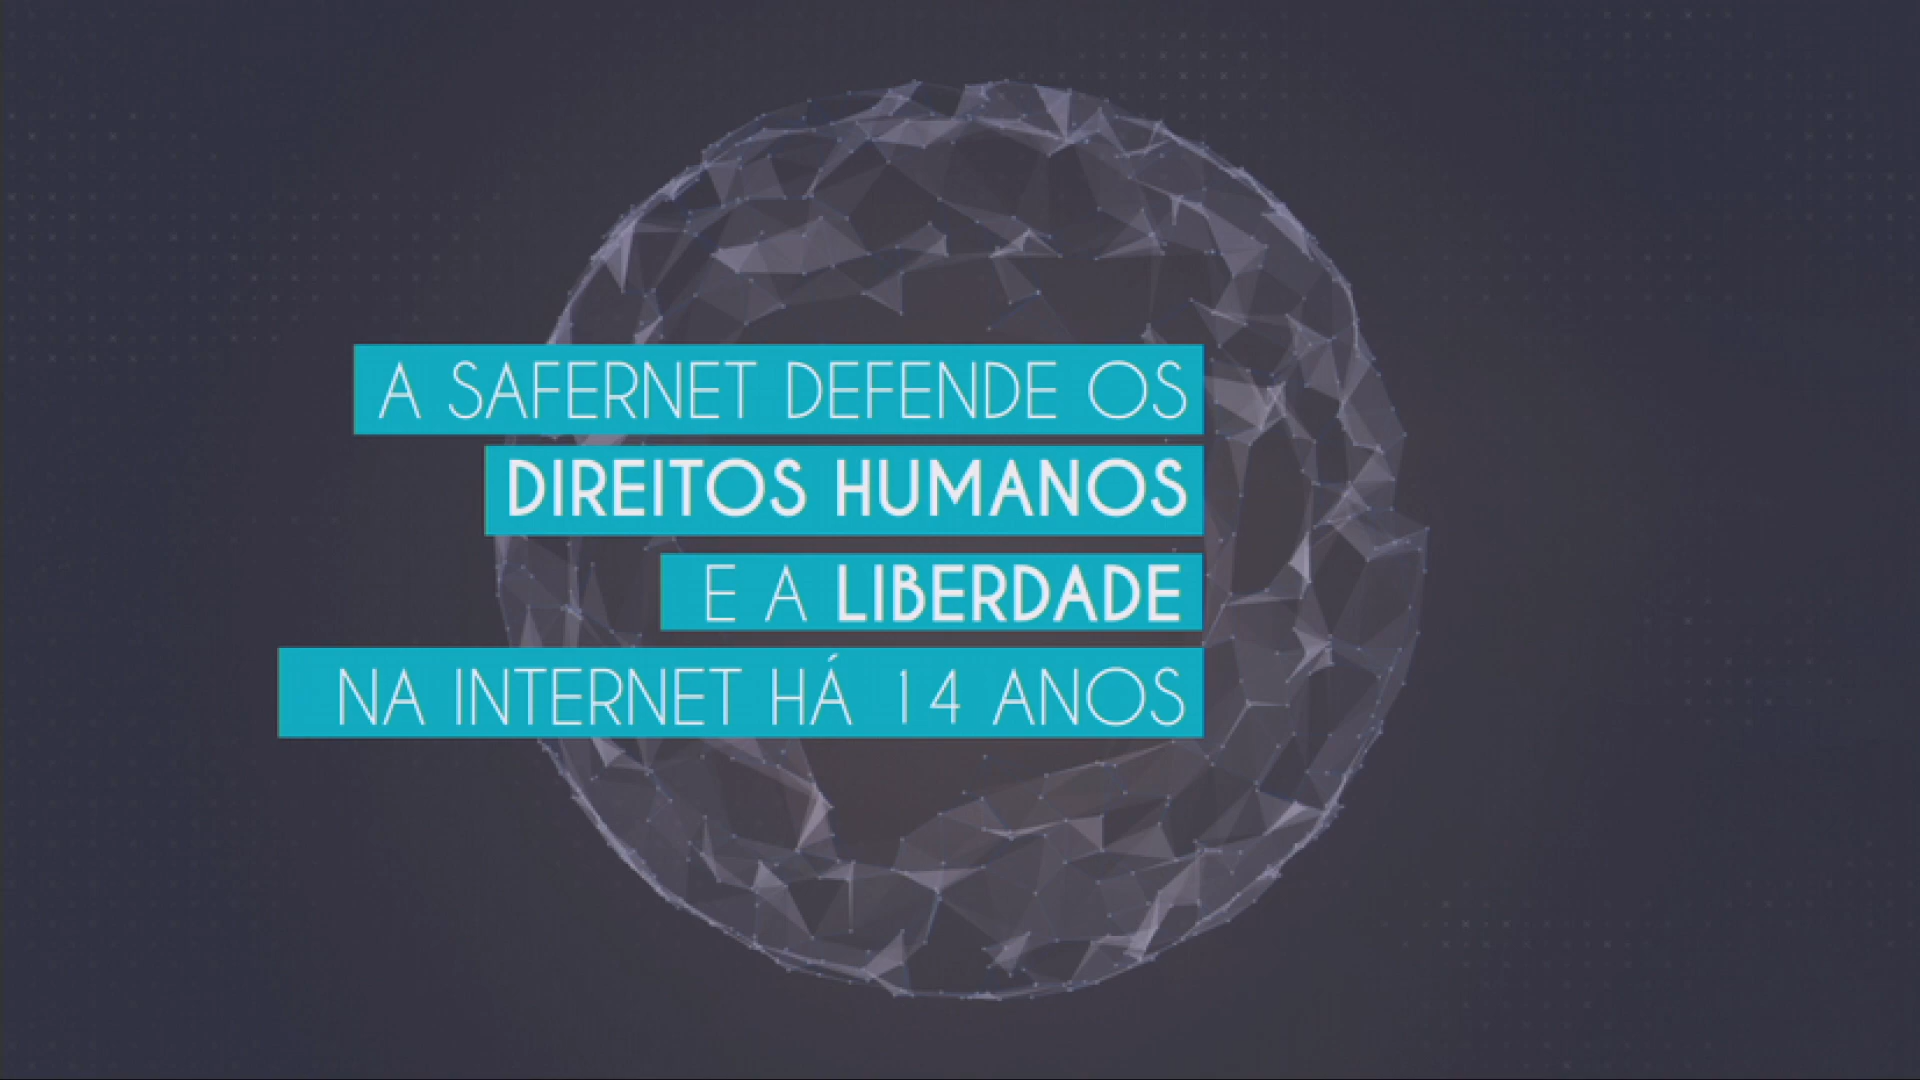 A SAFERNET DEFENDE OS
DIREITOS HUMANOS
E A LIBERDADE
NA INTERNET HÁ 14 ANOS